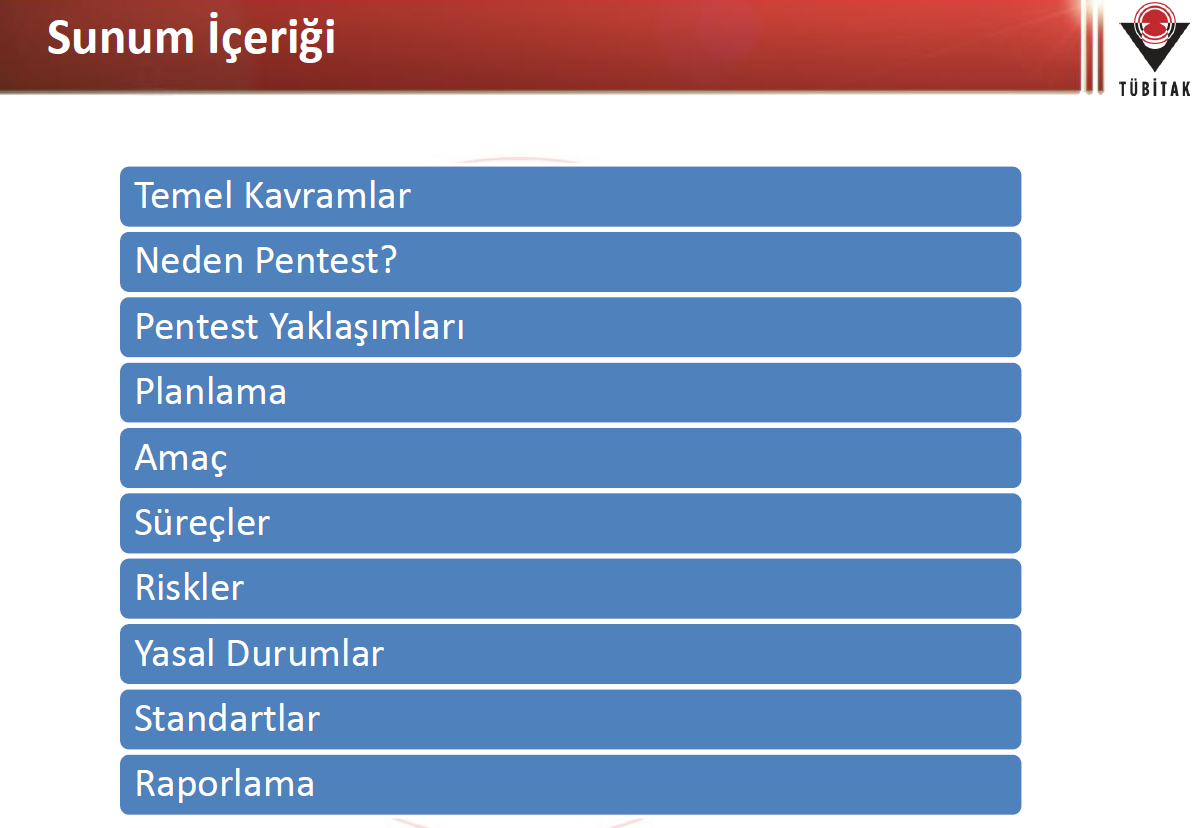 Sunum İçeriği
TÜBİTAK
Temel Kavramlar
Neden Pentest?
Pentest Yaklaşımları
Planlama
Amaç
Süreçler
Riskler
Yasal Durumlar
Standartlar
Raporlama